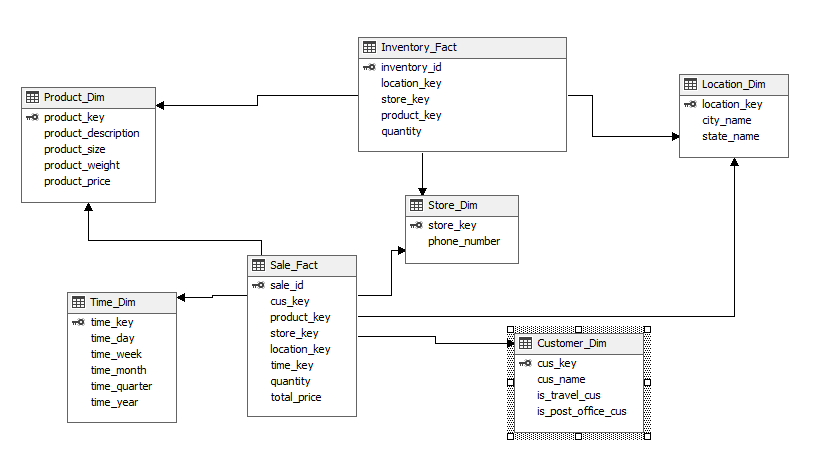 Inventory_Fact
inventory_id
location_key
store_key
product_key
quantity
Product_Dim
product_key
product_description
product_size
product_weight
product_price
Location_Dim
location_key
city_name
state_name
Store_Dim
store_key
phone_number
Sale_Fact
sale_id
cus_key
product_key
store_key
location_key
time_key
quantity
total_price
Time_Dim
time_key
time_day
time_week
time_month
time_quarter
time_year
Customer_Dim
cus_key
cus_name
is_travel_cus
is_post_office_cus